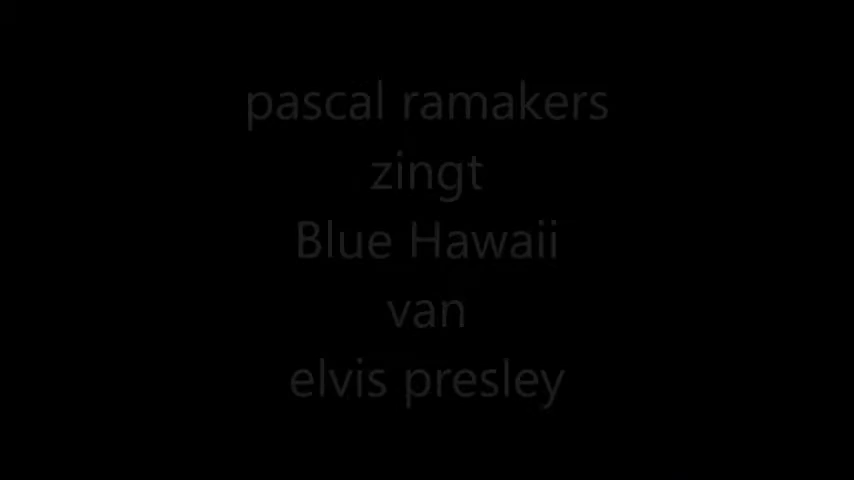 pascal ramakers
zingt
Blue Hawaii
van
elvis presley